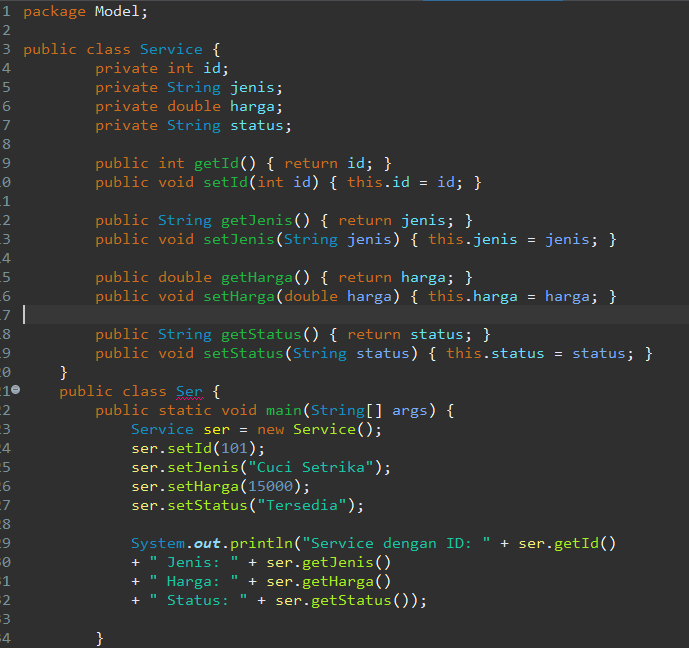 1 package Model;
2
3 public class Service {
4 private int id;
5 private String jenis;
6 private double harga;
7 private String status;
8
9 public int getId() { return id; }
0 public void setId(int id) { this.id = id; }
1
2 public String getJenis() { return jenis; }
3 public void setJenis(String jenis) { this.jenis = jenis; }
4
5 public double getHarga() { return harga; }
6 public void setHarga(double harga) { this.harga = harga; }
7
8 public String getStatus() { return status; }
9 public void setStatus(String status) { this.status = status; }
0 }
21 public class Ser {
2 public static void main(String[] args) {
3 Service ser = new Service();
4 ser.setId(101);
5 ser.setJenis("Cuci Setrika");
6 ser.setHarga(15000);
7 ser.setStatus("Tersedia");
8
9 System.out.println("Service dengan ID: " + ser.getId()
0 + " Jenis: " + ser.getJenis()
1 + " Harga: " + ser.getHarga()
2 + " Status: " + ser.getStatus());
3
4 }